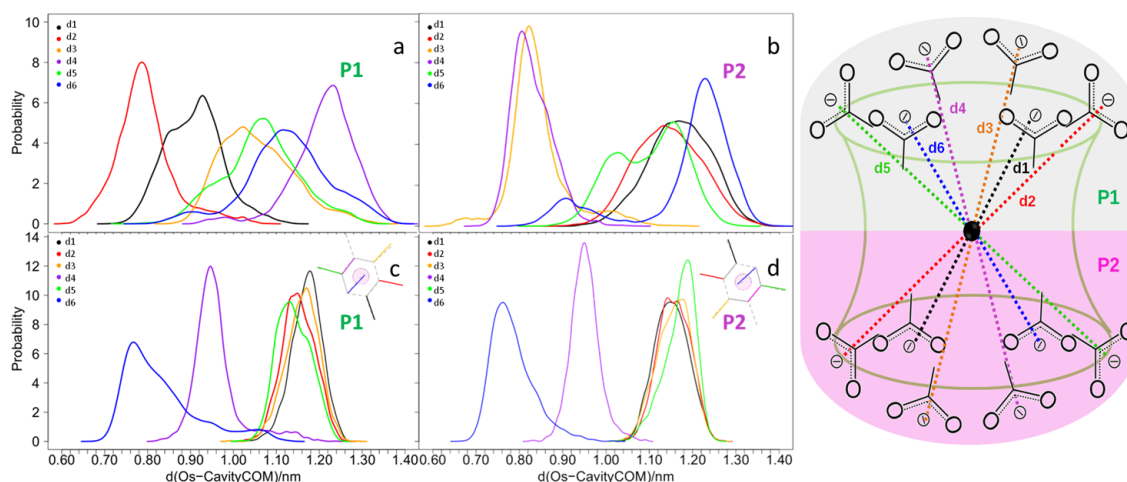 10
8
6
4
2
0
Probability
d1
d2
d3
d4
d5
d6
a
P1
d1
d2
d3
d4
d5
d6
b
P2
14
12
10
8
6
4
2
0
Probability
d1
d2
d3
d4
d5
d6
c
P1
d1
d2
d3
d4
d5
d6
d
P2
0.60 0.70 0.80 0.90 1.00 1.10 1.20 1.30 1.40
d(Os−CavityCOM)/nm
0.60 0.70 0.80 0.90 1.00 1.10 1.20 1.30 1.40
d(Os−CavityCOM)/nm
O O O O
⊖ ⊖
O O
⊖ ⊖
O O O O O O
⊖ ⊖
d4
d3
d6
d5
d1
d2
P1
P2
O O O O O O
⊖ ⊖ ⊖ ⊖
O O
O O O O
⊖ ⊖